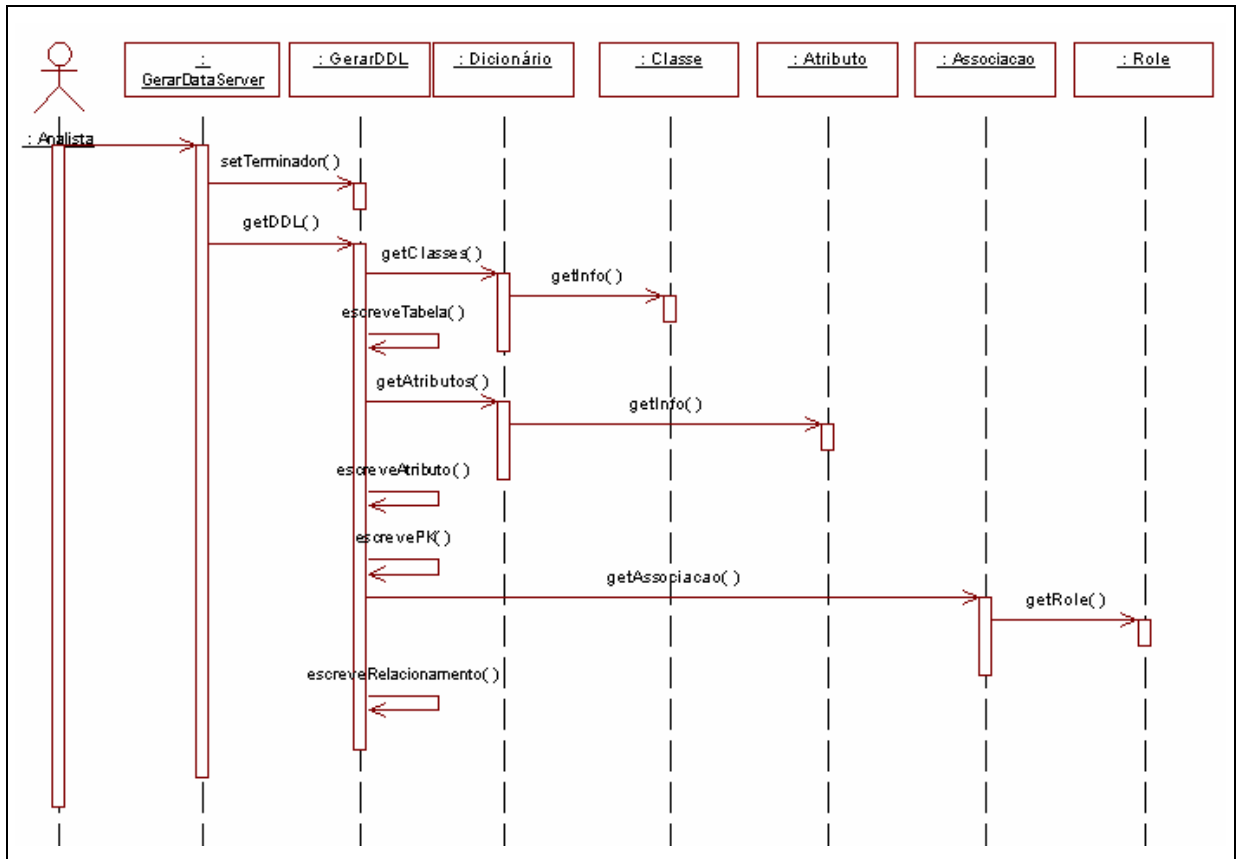 :
GerarDataServer
: GerarDDL
: Dicionário
: Classe
: Atributo
: Associacao
: Role
: Analista
setTerminador( )
getDDL( )
getClasses( )
getInfo( )
escreveTabela( )
getAtributos( )
getInfo( )
escreveAtributo( )
escrevePK( )
getAssociacao( )
getRole( )
escreveRelacionamento( )